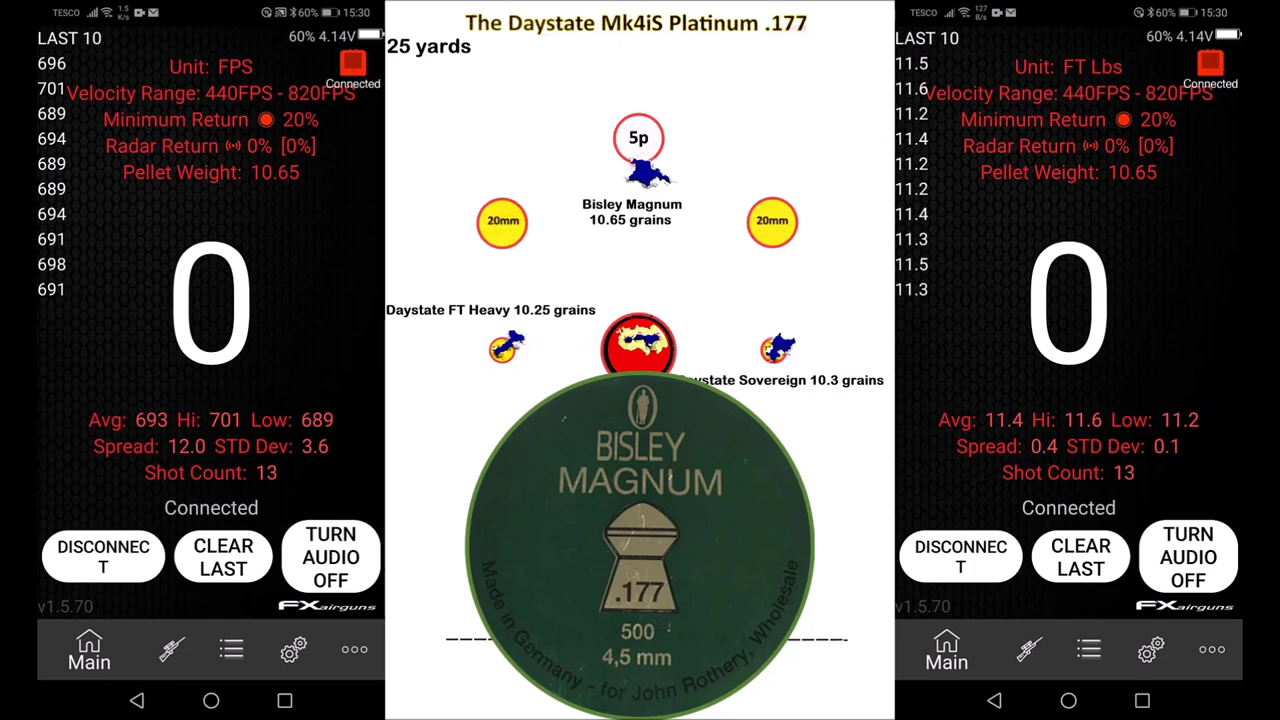 TESCO 1.5 K/s 60% 15:30
LAST 10 60% 4.14V
696
701
689
694
689
689
694
691
698
691
Unit: FPS
Connected
Velocity Range: 440FPS - 820FPS
Minimum Return 20%
Radar Return 0% [0%]
Pellet Weight: 10.65
0
Avg: 693 Hi: 701 Low: 689
Spread: 12.0 STD Dev: 3.6
Shot Count: 13
Connected
DISCONNEC
T
CLEAR
LAST
TURN
AUDIO
OFF
v1.5.70 FXairguns
Main
The Daystate Mk4iS Platinum .177
25 yards
5p
Bisley Magnum
10.65 grains
20mm
20mm
Daystate FT Heavy 10.25 grains
ystate Sovereign 10.3 grains
BISLEY
MAGNUM
.177
500
4,5 mm
Made in Germany - for John Rothery, Wholesale
TESCO 127 B/s 60% 15:30
LAST 10 60% 4.14V
11.5
11.6
11.2
11.4
11.2
11.2
11.4
11.3
11.5
11.3
Unit: FT Lbs
Connected
Velocity Range: 440FPS - 820FPS
Minimum Return 20%
Radar Return 0% [0%]
Pellet Weight: 10.65
0
Avg: 11.4 Hi: 11.6 Low: 11.2
Spread: 0.4 STD Dev: 0.1
Shot Count: 13
Connected
DISCONNEC
T
CLEAR
LAST
TURN
AUDIO
OFF
v1.5.70 FXairguns
Main